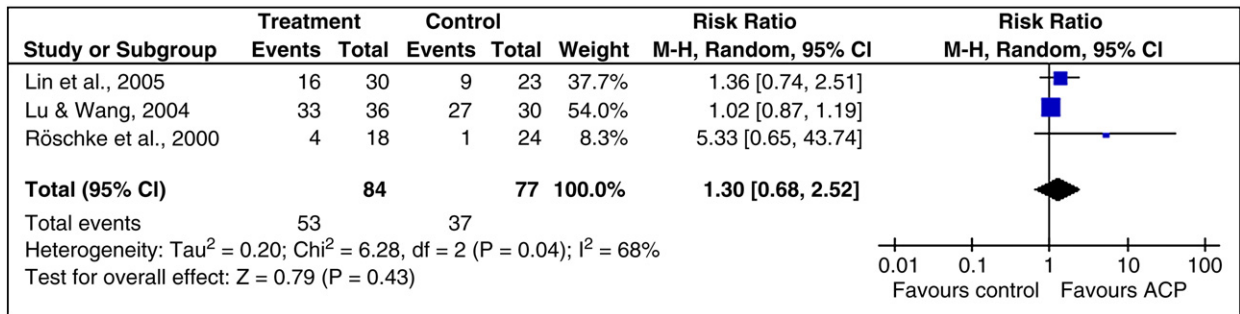 Treatment Control Risk Ratio Risk Ratio
Study or Subgroup Events Total Events Total Weight M-H, Random, 95% CI M-H, Random, 95% CI
Lin et al., 2005 16 30 9 23 37.7% 1.36 [0.74, 2.51]
Lu & Wang, 2004 33 36 27 30 54.0% 1.02 [0.87, 1.19]
Röschke et al., 2000 4 18 1 24 8.3% 5.33 [0.65, 43.74]
Total (95% CI) 84 77 100.0% 1.30 [0.68, 2.52]
Total events 53 37
Heterogeneity: Tau² = 0.20; Chi² = 6.28, df = 2 (P = 0.04); I² = 68%
Test for overall effect: Z = 0.79 (P = 0.43)
0.01 0.1 1 10 100
Favours control Favours ACP